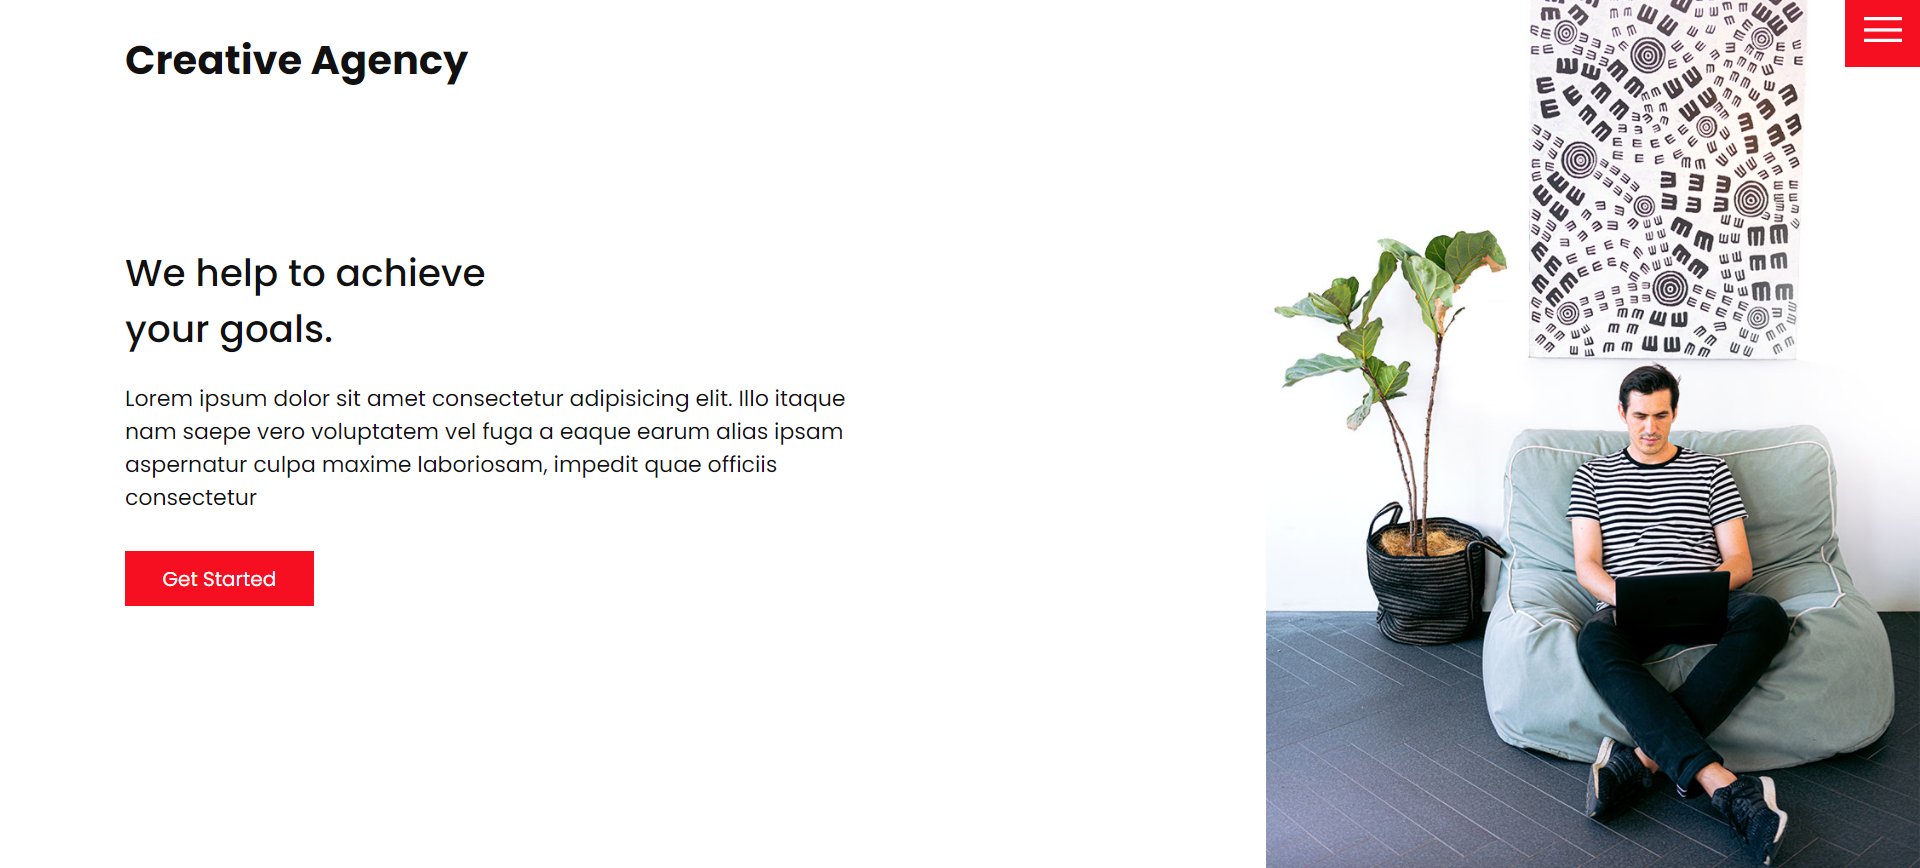 Creative Agency
We help to achieve
your goals.
Lorem ipsum dolor sit amet consectetur adipisicing elit. Illo itaque
nam saepe vero voluptatem vel fuga a eaque earum alias ipsam
aspernatur culpa maxime laboriosam, impedit quae officiis
consectetur
Get Started